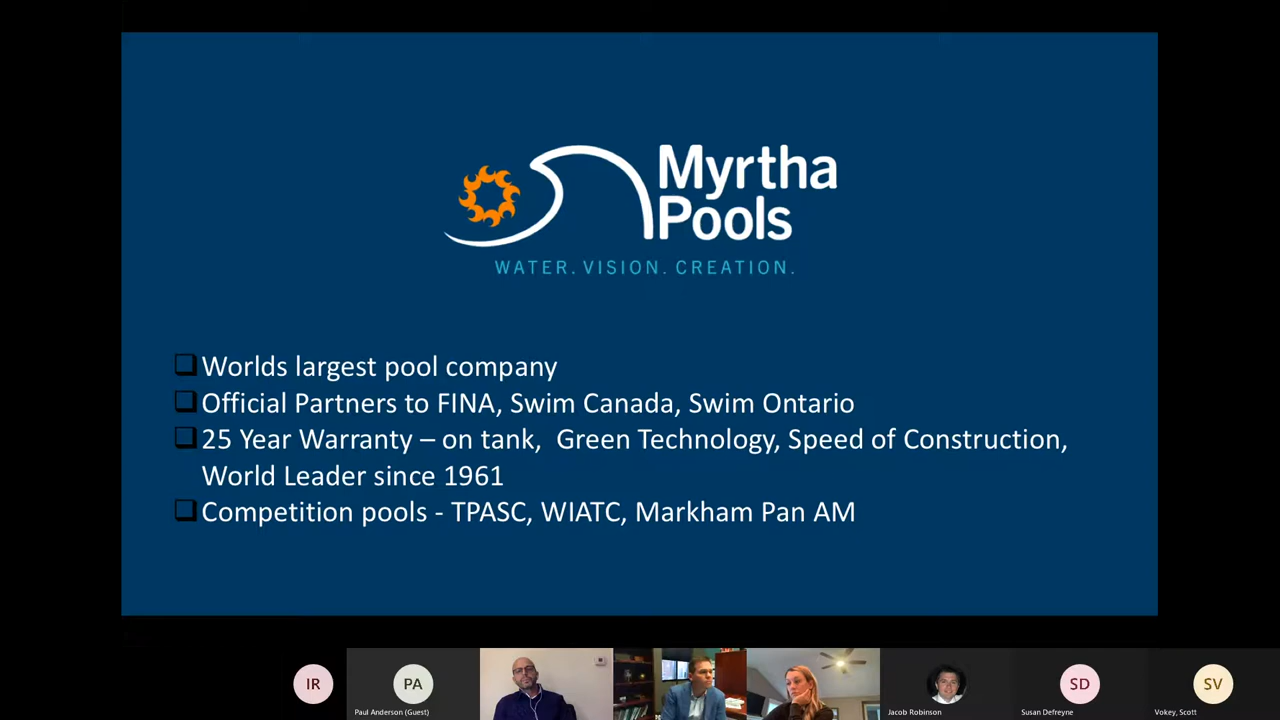 Myrtha
Pools
WATER. VISION. CREATION.
Worlds largest pool company
Official Partners to FINA, Swim Canada, Swim Ontario
25 Year Warranty – on tank, Green Technology, Speed of Construction,
World Leader since 1961
Competition pools - TPASC, WIATC, Markham Pan AM
IR
PA
SD
SV
Paul Anderson (Guest)
Jacob Robinson
Susan Defreyne
Vokey, Scott